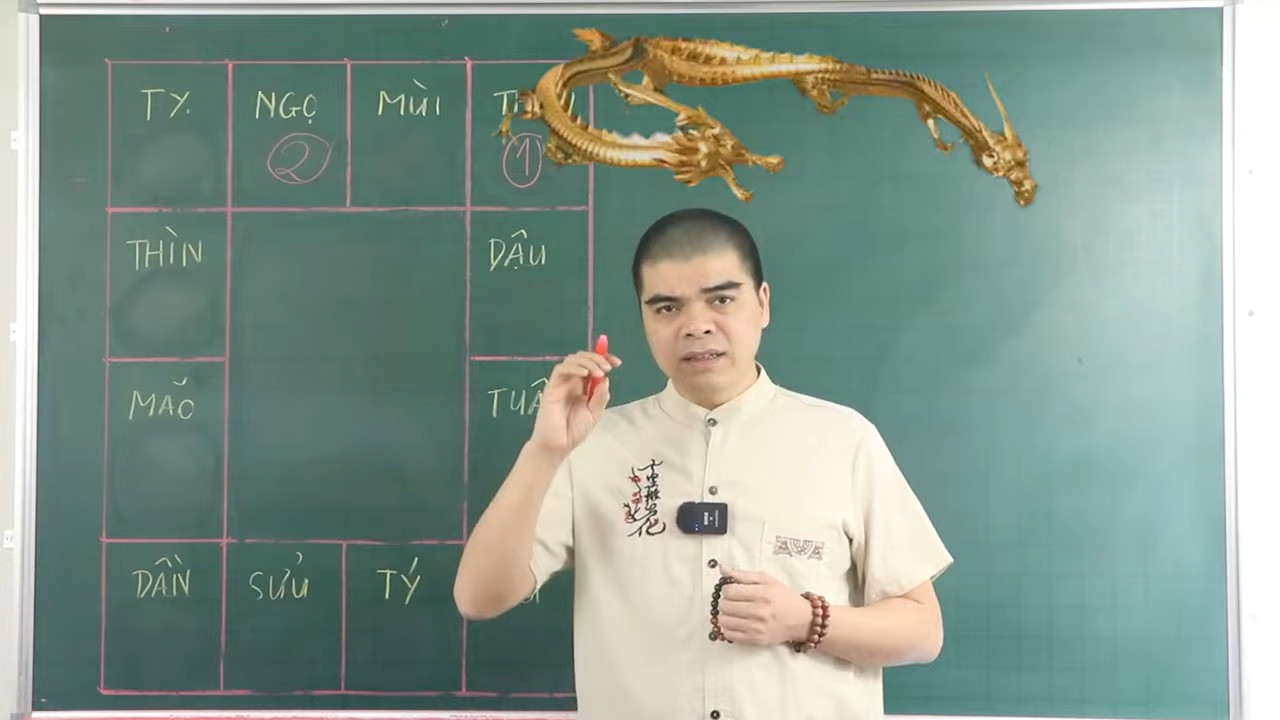 TỴ NGỌ MÙI
② ①
THÌN DẬU
MÃO
DẦN SỬU TÝ